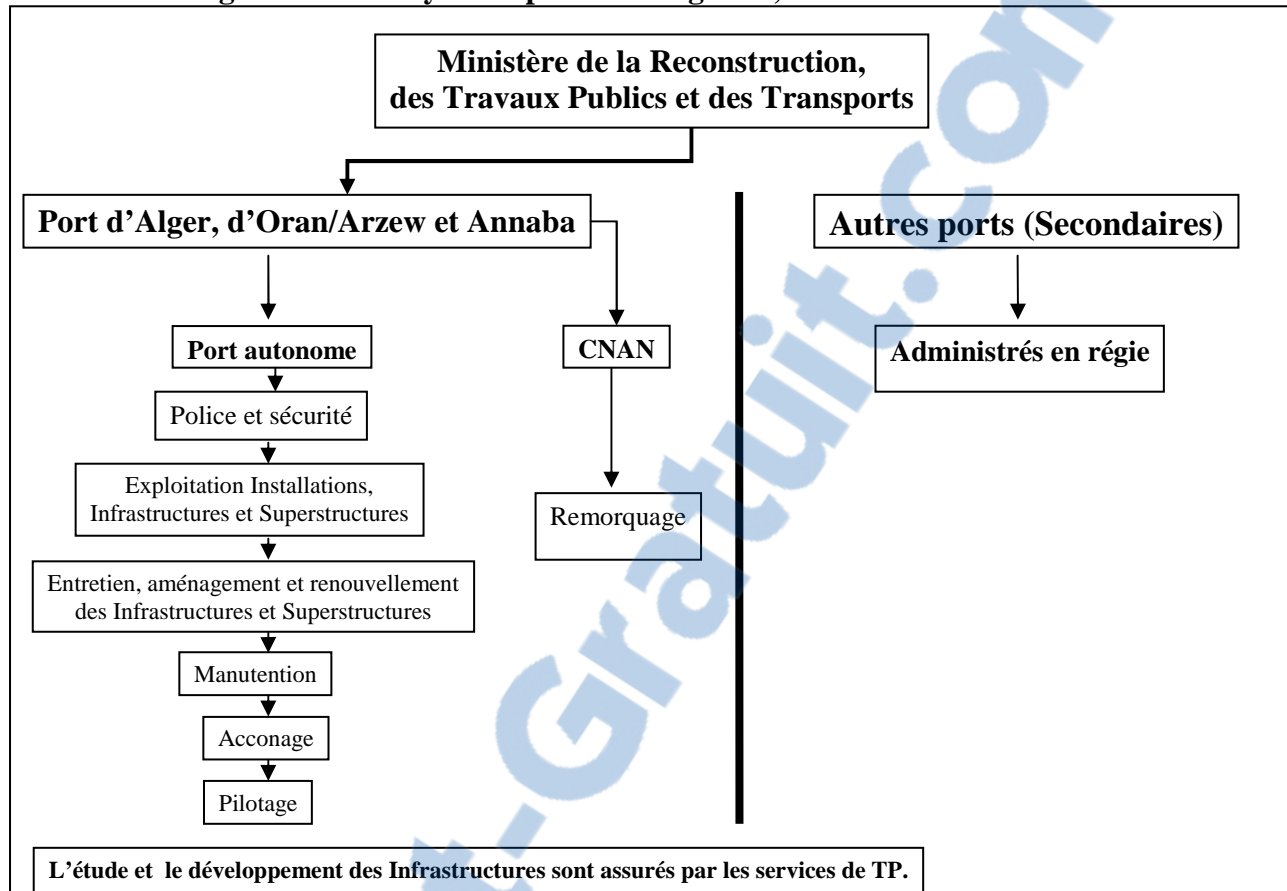 Ministère de la Reconstruction,
des Travaux Publics et des Transports
Port d’Alger, d’Oran/Arzew et Annaba
Autres ports (Secondaires)
Port autonome
CNAN
Administrés en régie
Police et sécurité
Exploitation Installations,
Infrastructures et Superstructures
Remorquage
Entretien, aménagement et renouvellement
des Infrastructures et Superstructures
Manutention
Acconage
Pilotage
L’étude et le développement des Infrastructures sont assurés par les services de TP.
t-Gratuit.com